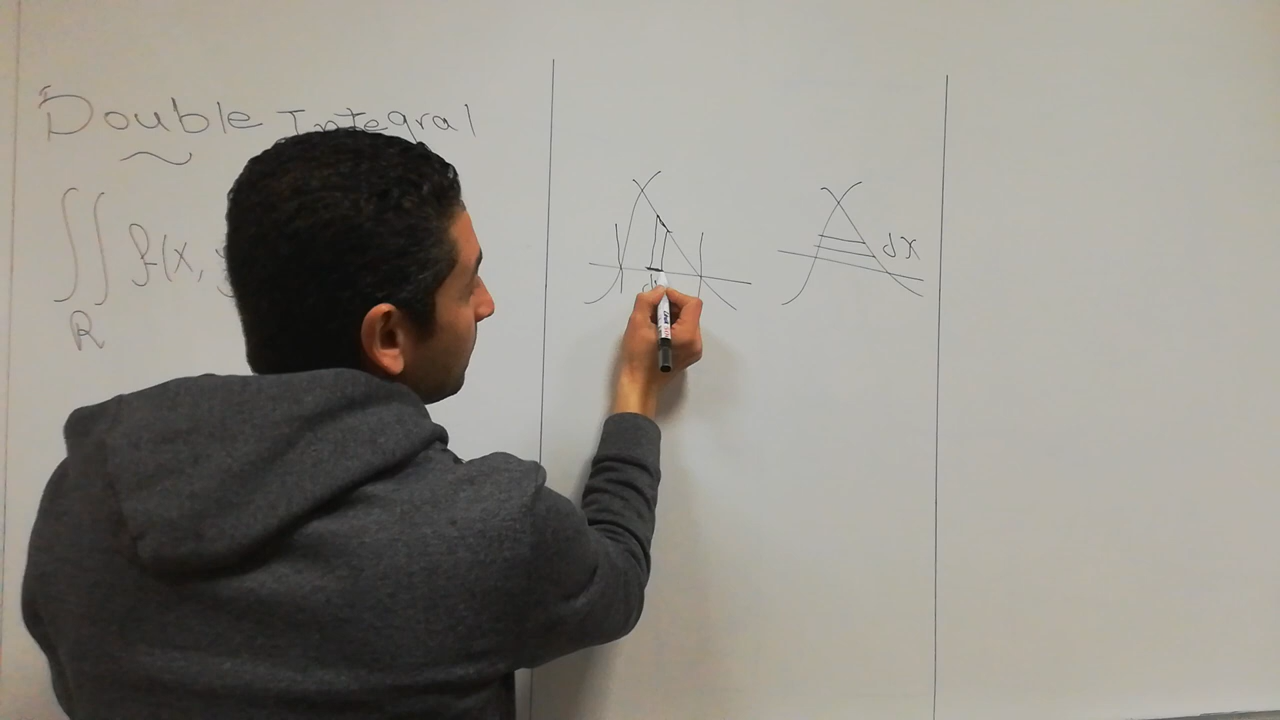 Double Integral
∬ f(x,
R
dx